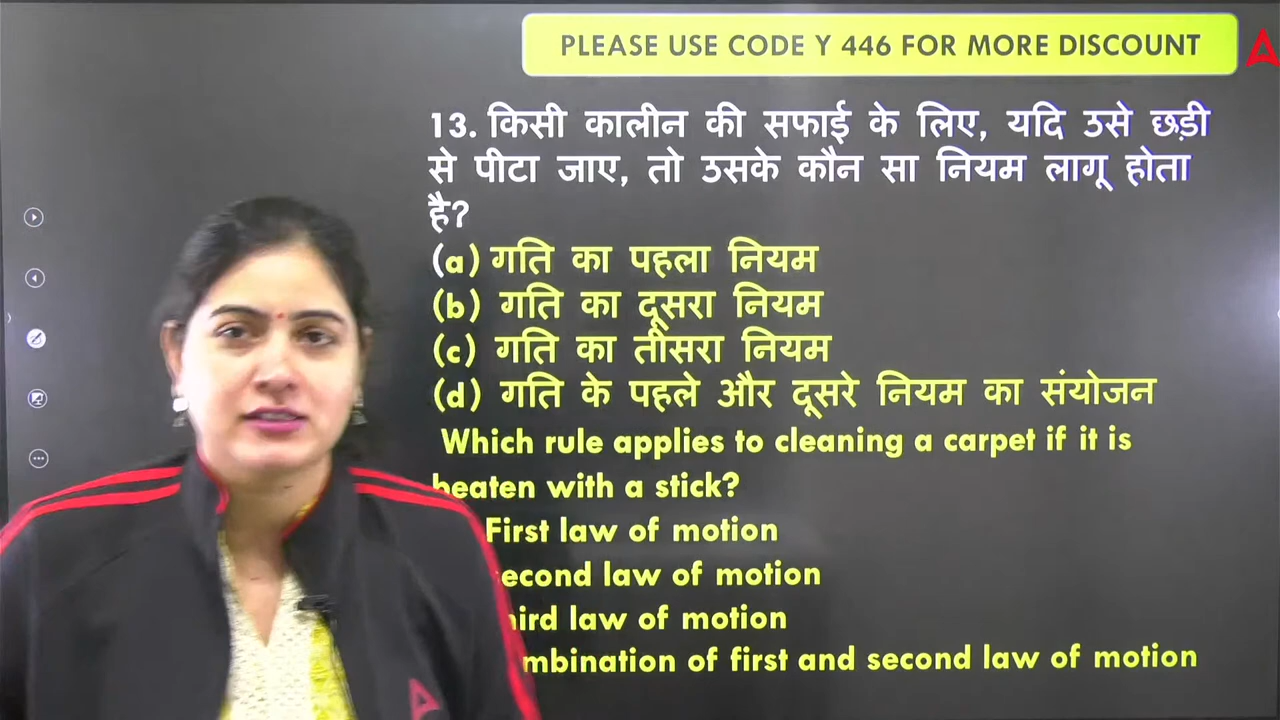 PLEASE USE CODE Y 446 FOR MORE DISCOUNT
13. किसी कालीन की सफाई के लिए, यदि उसे छड़ी
से पीटा जाए, तो उसके कौन सा नियम लागू होता
है?
(a) गति का पहला नियम
(b) गति का दूसरा नियम
(c) गति का तीसरा नियम
(d) गति के पहले और दूसरे नियम का संयोजन
Which rule applies to cleaning a carpet if it is
beaten with a stick?
First law of motion
law of motion
law of motion
of first and second law of motion